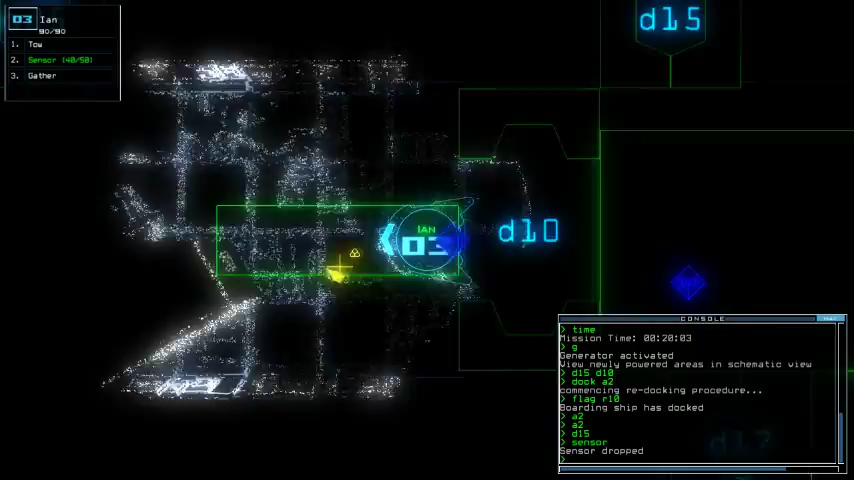 03 Ian
90/90
1. Tow
2. Sensor (40/50)
3. Gather
d15
IAN
03
d10
CONSOLE
> time
Mission Time: 00:20:03
> g
Generator activated
View newly powered areas in schematic view
> d15 d10
> dock a2
commencing re-docking procedure...
> flag r10
Boarding ship has docked
> a2
> a2
> d15
> sensor
Sensor dropped
>